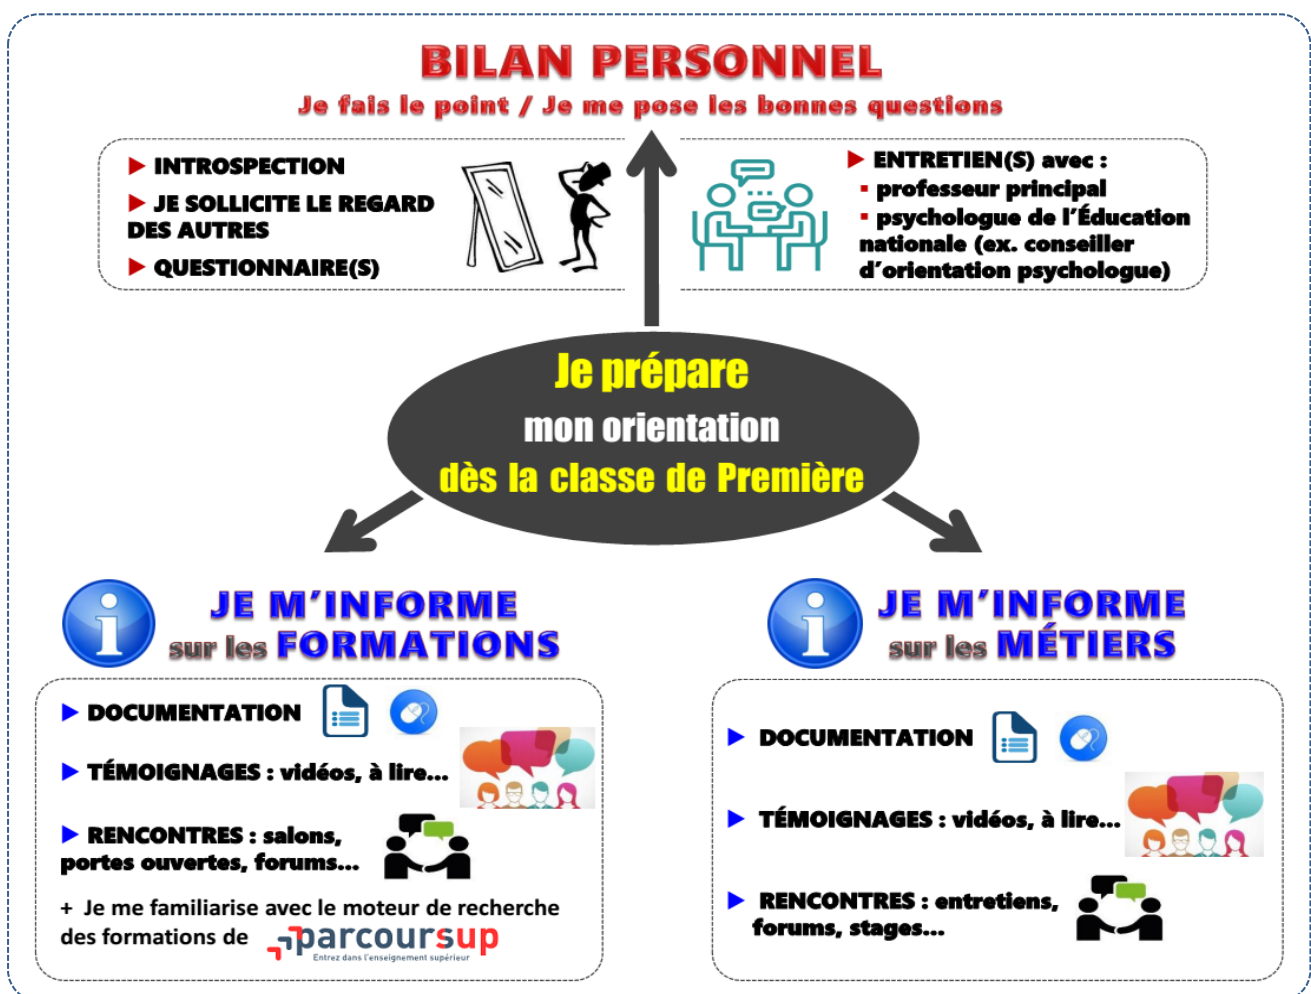 BILAN PERSONNEL
Je fais le point / Je me pose les bonnes questions
► INTROSPECTION
► JE SOLLICITE LE REGARD
DES AUTRES
► QUESTIONNAIRE(S)
► ENTRETIEN(S) avec :
▪ professeur principal
▪ psychologue de l’Éducation
nationale (ex. conseiller
d’orientation psychologue)
Je prépare
mon orientation
dès la classe de Première
JE M’INFORME
sur les FORMATIONS
► DOCUMENTATION
► TÉMOIGNAGES : vidéos, à lire...
► RENCONTRES : salons,
portes ouvertes, forums...
+ Je me familiarise avec le moteur de recherche
des formations de parcoursup
Entrez dans l'enseignement supérieur
JE M’INFORME
sur les MÉTIERS
► DOCUMENTATION
► TÉMOIGNAGES : vidéos, à lire...
► RENCONTRES : entretiens,
forums, stages...